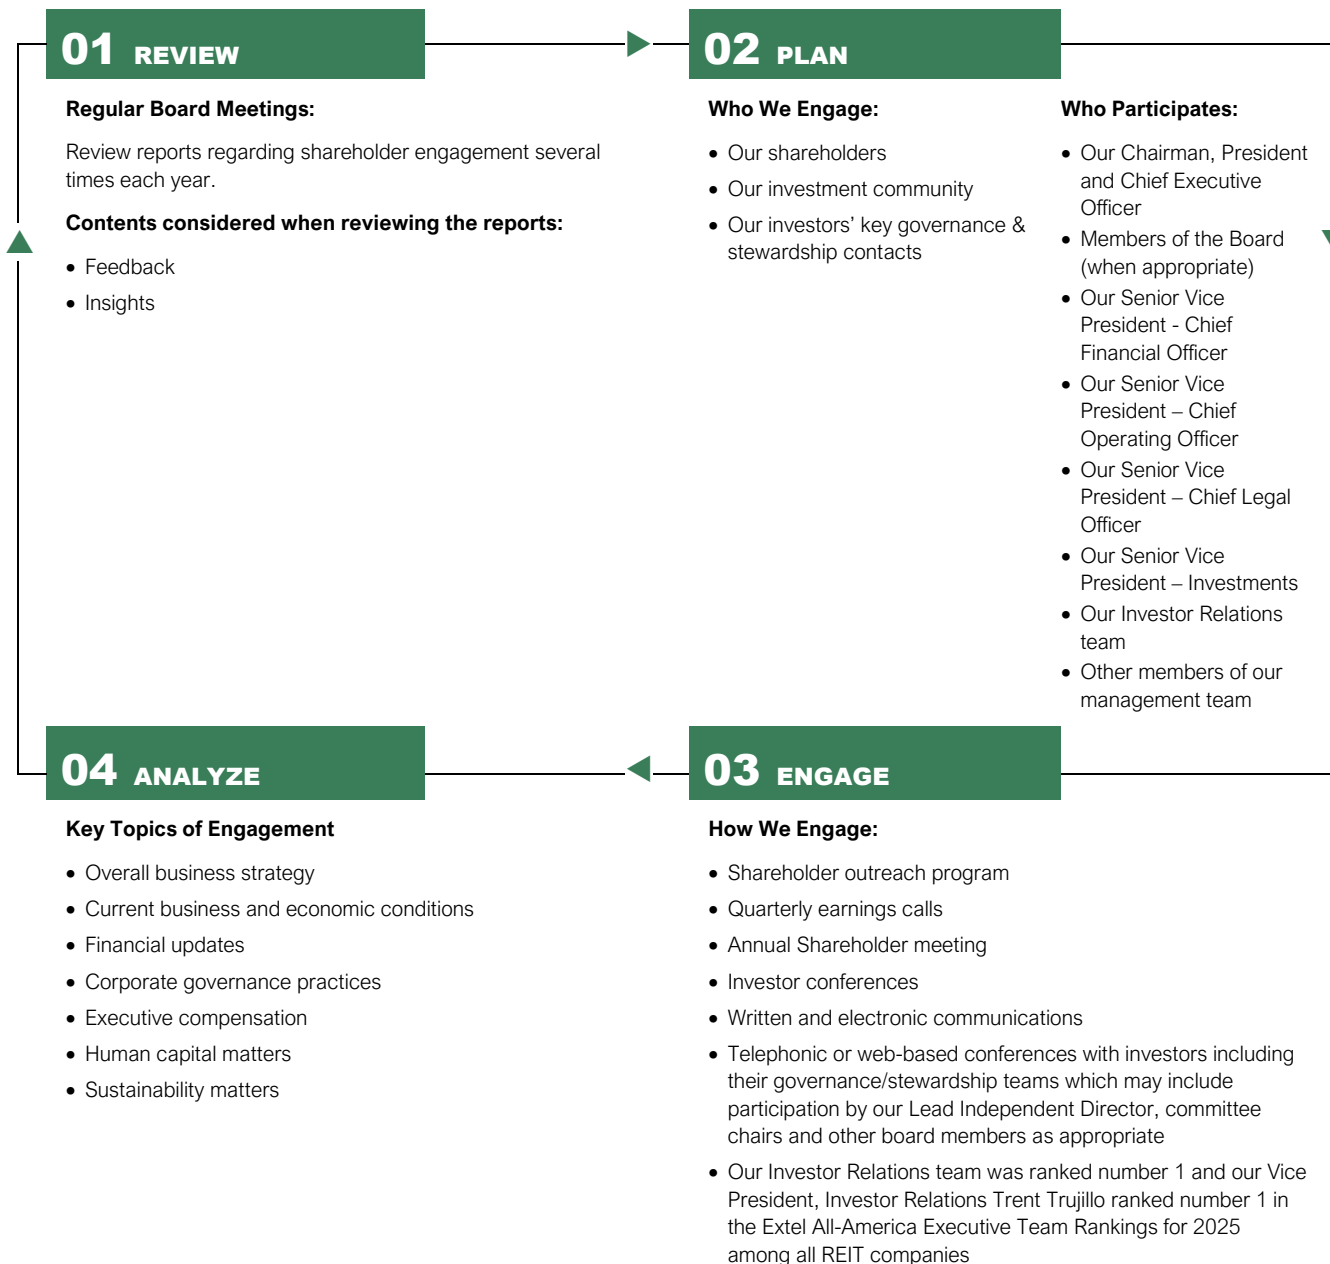 01 REVIEW
Regular Board Meetings:
Review reports regarding shareholder engagement several
times each year.
Contents considered when reviewing the reports:
• Feedback
• Insights
02 PLAN
Who We Engage:
• Our shareholders
• Our investment community
• Our investors’ key governance &
stewardship contacts
Who Participates:
• Our Chairman, President
and Chief Executive
Officer
• Members of the Board
(when appropriate)
• Our Senior Vice
President - Chief
Financial Officer
• Our Senior Vice
President – Chief
Operating Officer
• Our Senior Vice
President – Chief Legal
Officer
• Our Senior Vice
President – Investments
• Our Investor Relations
team
• Other members of our
management team
04 ANALYZE
Key Topics of Engagement
• Overall business strategy
• Current business and economic conditions
• Financial updates
• Corporate governance practices
• Executive compensation
• Human capital matters
• Sustainability matters
03 ENGAGE
How We Engage:
• Shareholder outreach program
• Quarterly earnings calls
• Annual Shareholder meeting
• Investor conferences
• Written and electronic communications
• Telephonic or web-based conferences with investors including
their governance/stewardship teams which may include
participation by our Lead Independent Director, committee
chairs and other board members as appropriate
• Our Investor Relations team was ranked number 1 and our Vice
President, Investor Relations Trent Trujillo ranked number 1 in
the Extel All-America Executive Team Rankings for 2025
among all REIT companies